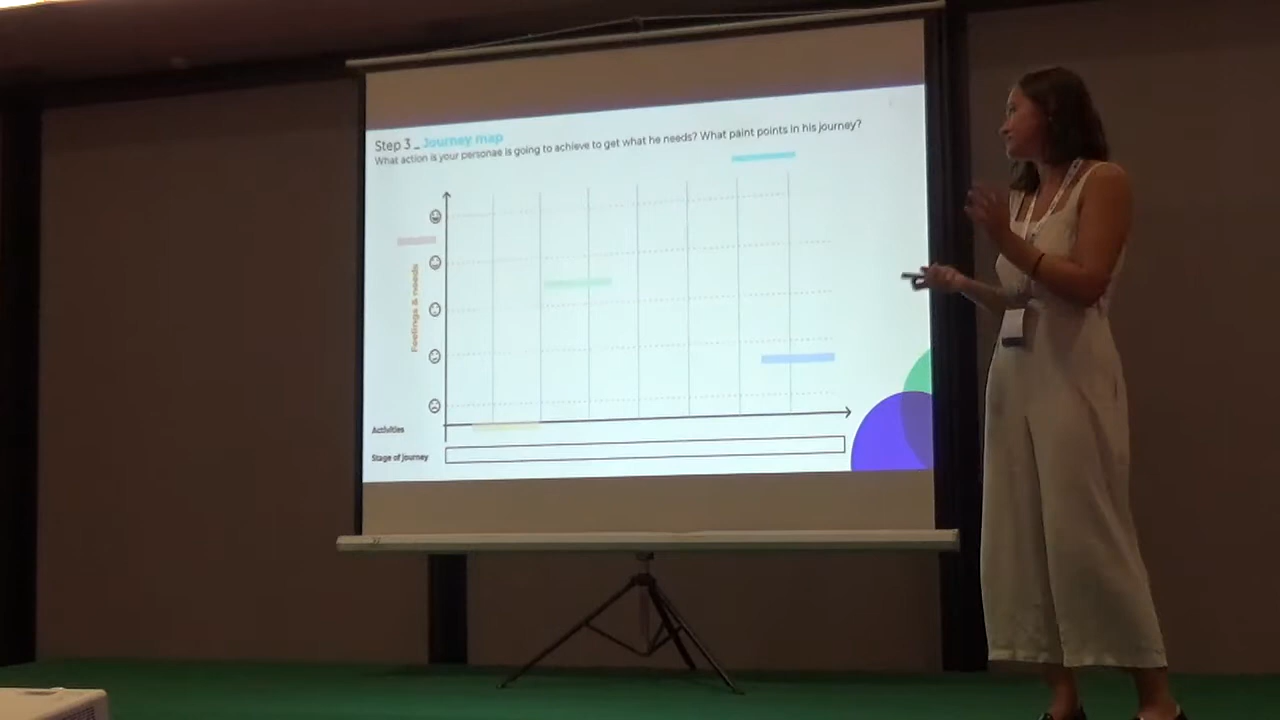 Step 3 _ Journey map
What action is your personae is going to achieve to get what he needs? What paint points in his journey?
Feelings & needs
Activities
Stage of journey